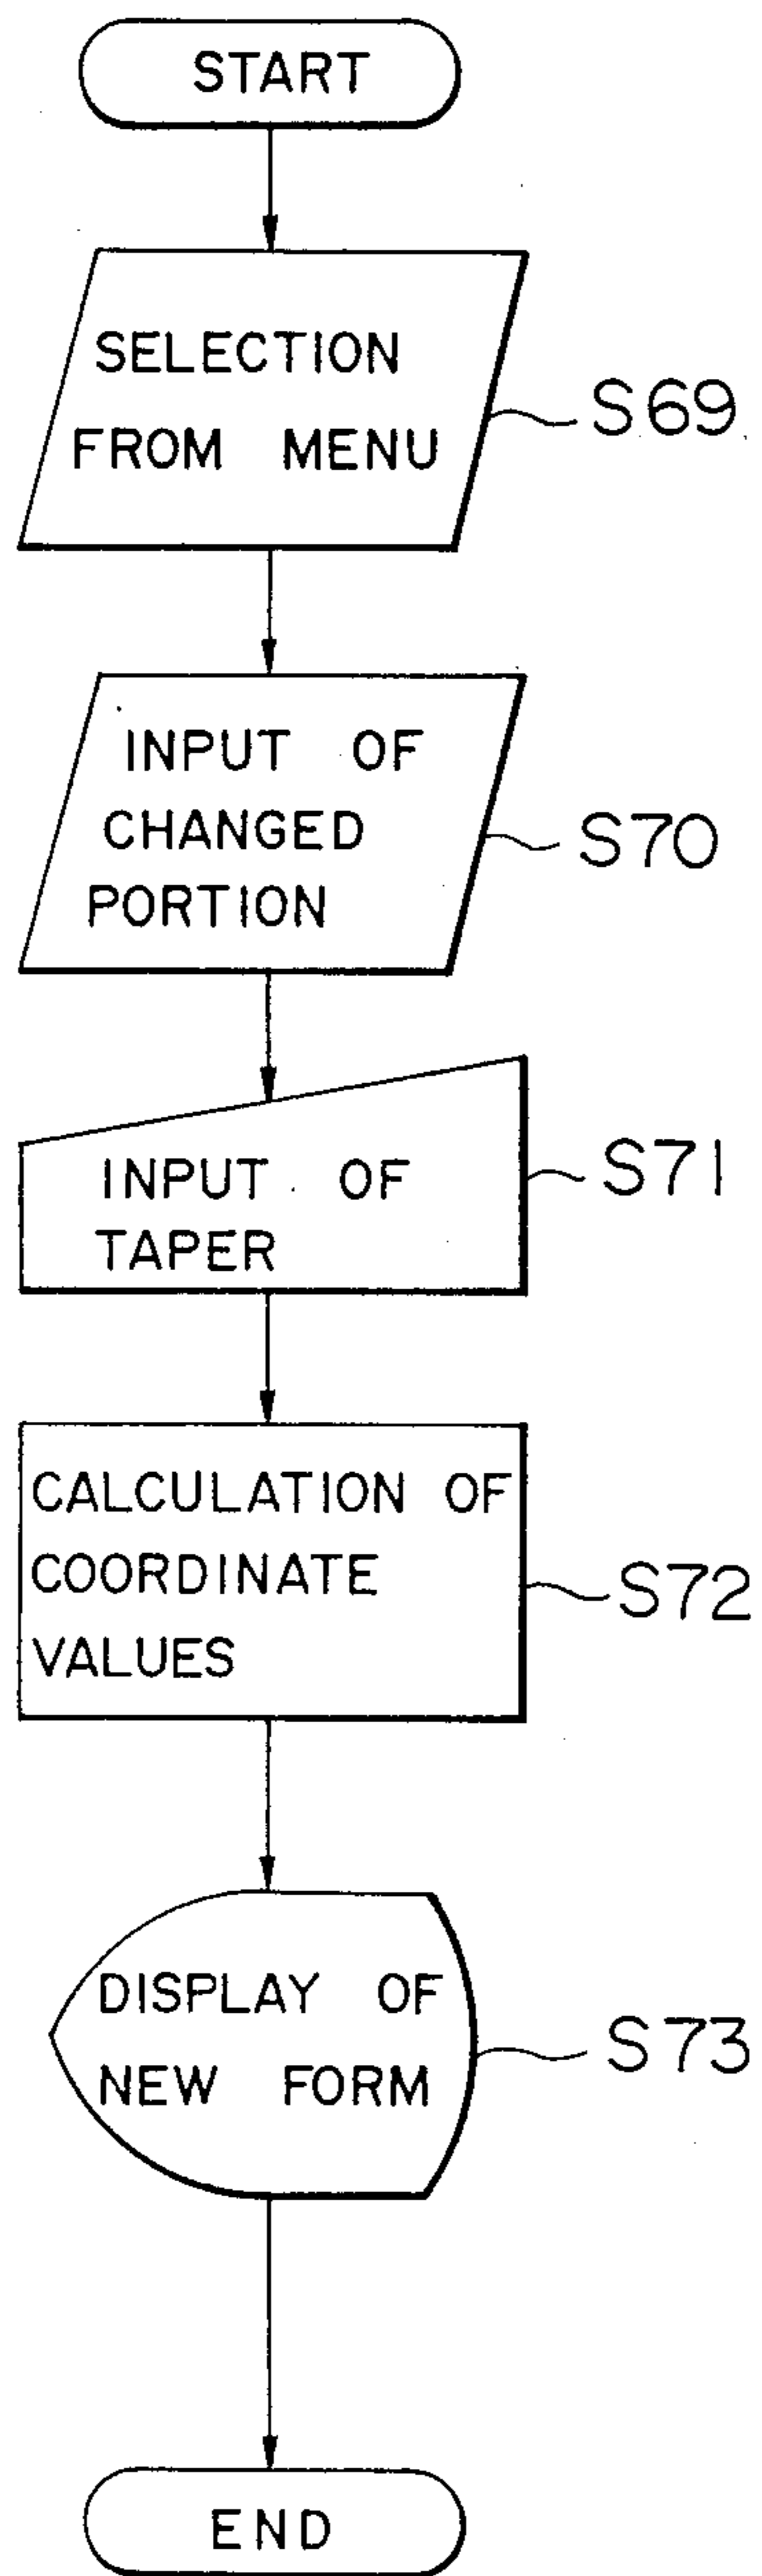 START
SELECTION
FROM MENU
S69
INPUT OF
CHANGED
PORTION
S70
INPUT OF
TAPER
S71
CALCULATION OF
COORDINATE
VALUES
S72
DISPLAY OF
NEW FORM
S73
END